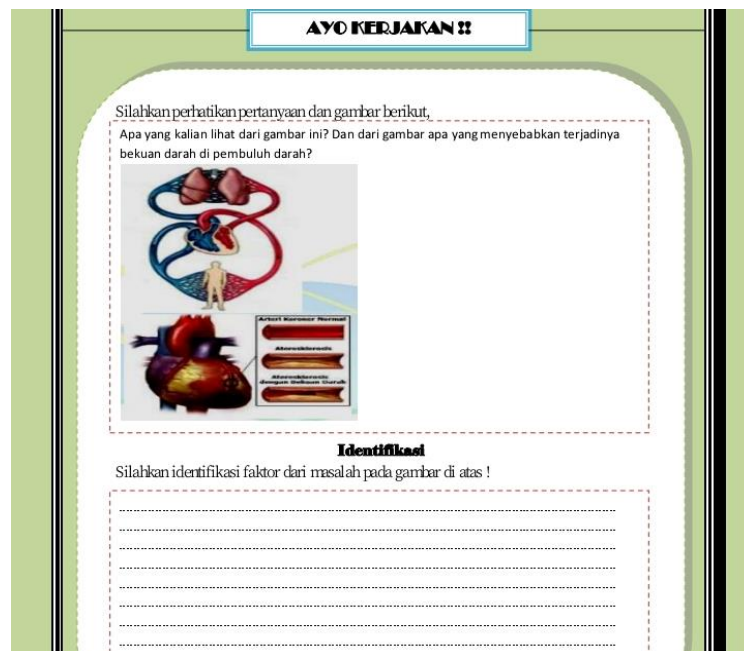 AYO KERJAKAN !!
Silahkan perhatikan pertanyaan dan gambar berikut,
Apa yang kalian lihat dari gambar ini? Dan dari gambar apa yang menyebabkan terjadinya
bekuan darah di pembuluh darah?
Arteri Koroner Normal
Aterosklerosis
Aterosklerosis
dengan Bekuan Darah
Identifikasi
Silahkan identifikasi faktor dari masalah pada gambar di atas !